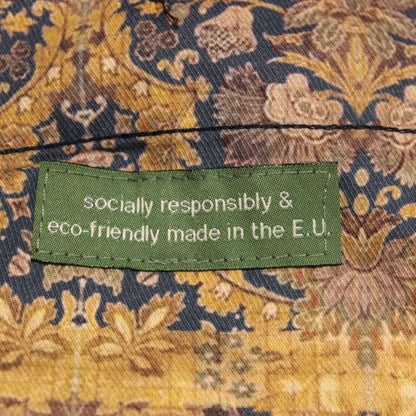 socially responsibly &
eco-friendly made in the E.U.